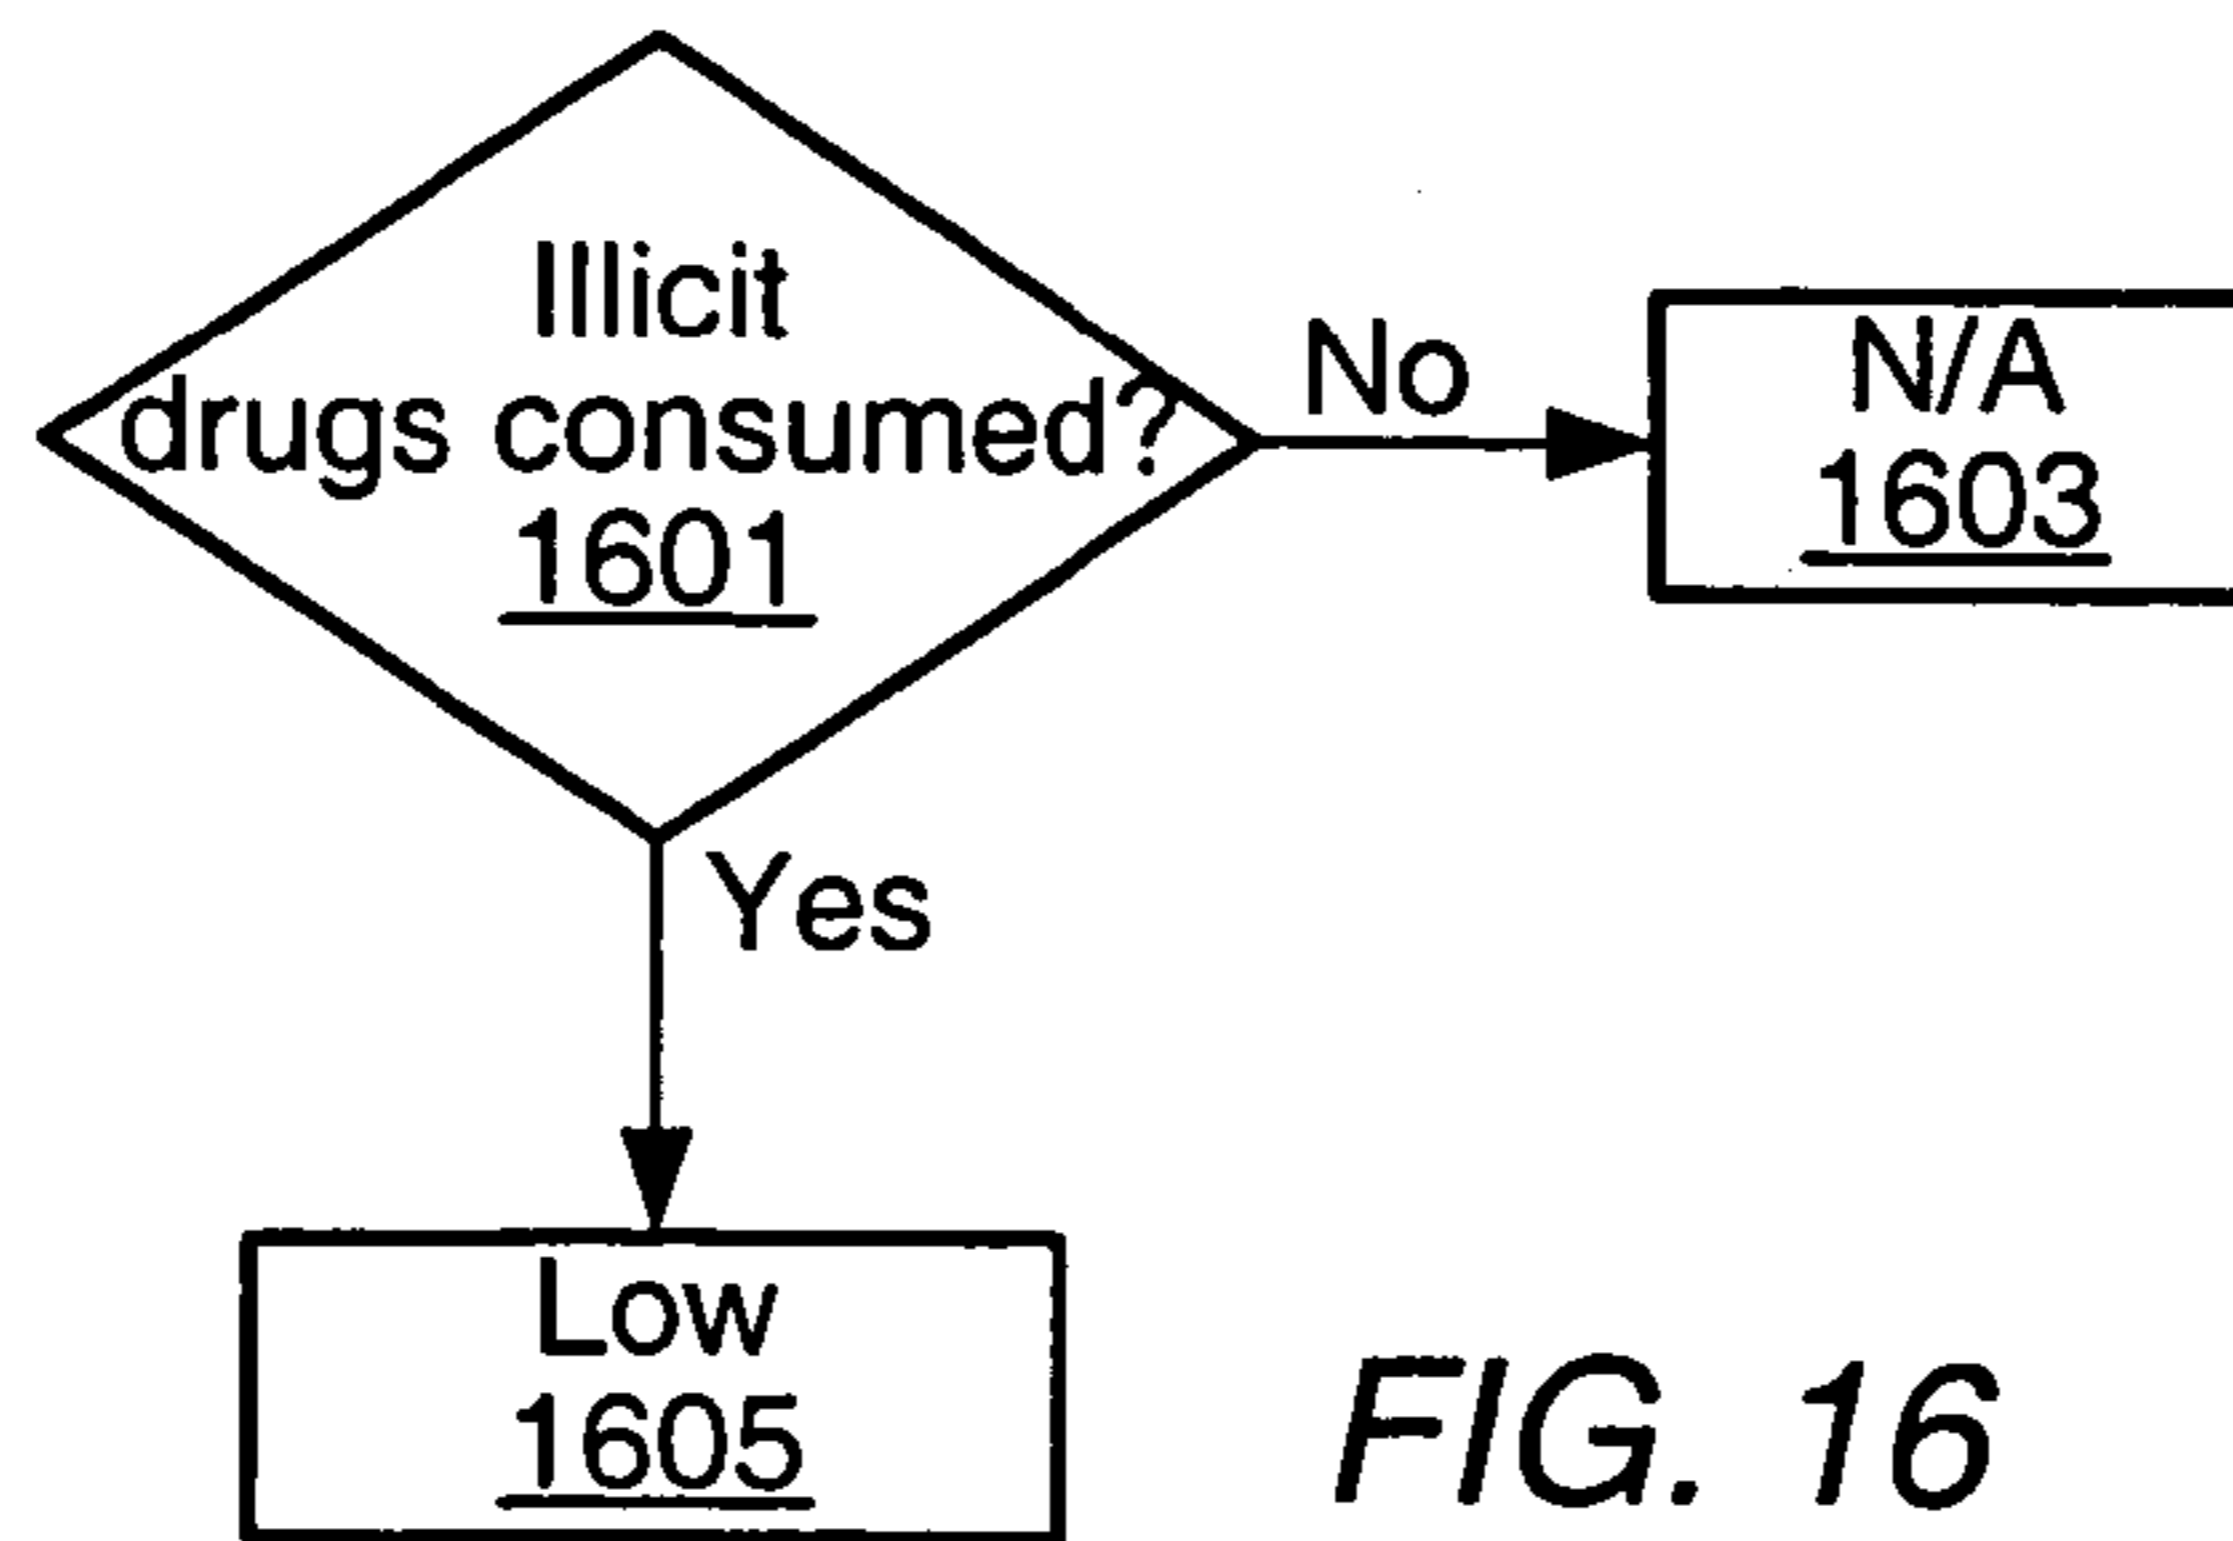 Illicit
drugs consumed?
1601
No
N/A
1603
Yes
Low
1605
FIG. 16